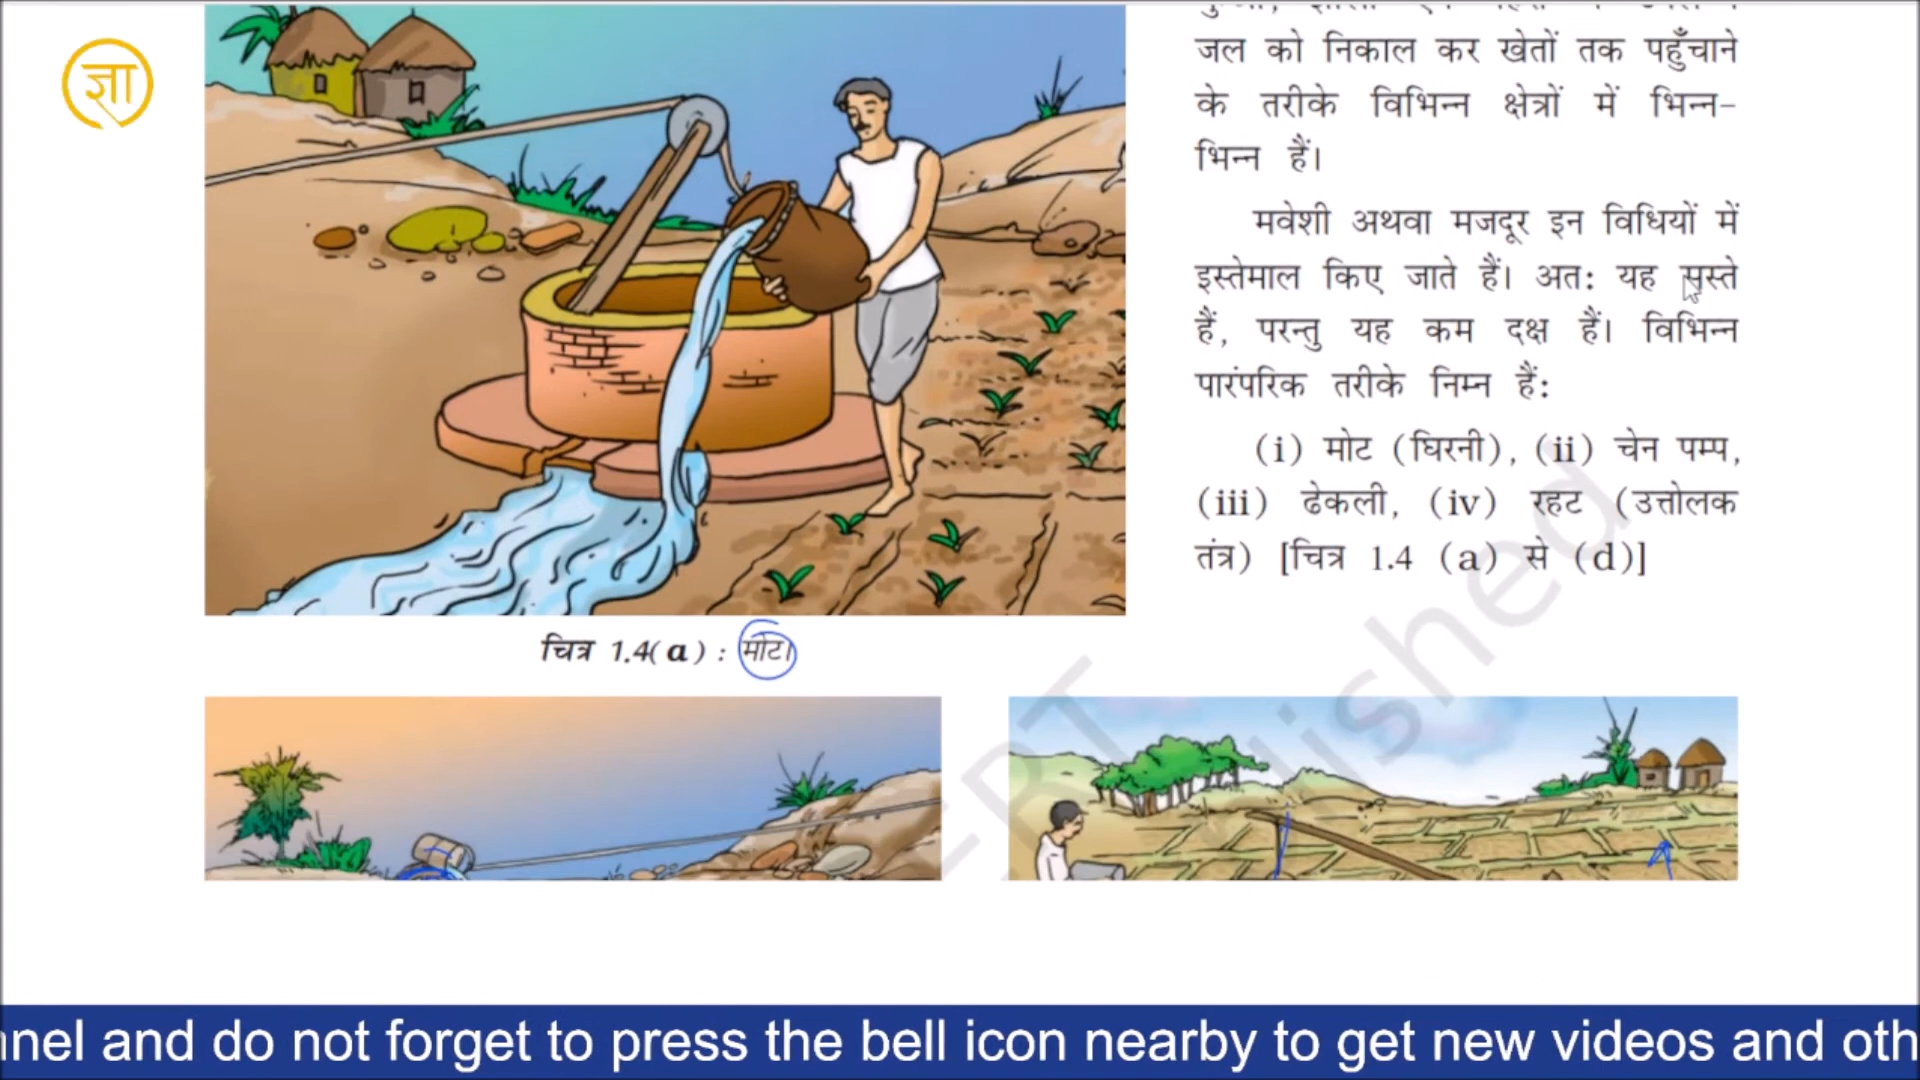 ज्ञा
जल को निकाल कर खेतों तक पहुँचाने
के तरीके विभिन्न क्षेत्रों में भिन्न-
भिन्न हैं।
मवेशी अथवा मजदूर इन विधियों में
इस्तेमाल किए जाते हैं। अत: यह सस्ते
हैं, परन्तु यह कम दक्ष हैं। विभिन्न
पारंपरिक तरीके निम्न हैं:
(i) मोट (घिरनी), (ii) चेन पम्प,
(iii) ढेकली, (iv) रहट (उत्तोलक
तंत्र) [चित्र 1.4 (a) से (d)]
चित्र 1.4(a) : मोट।
and do not forget to press the bell icon nearby to get new videos and